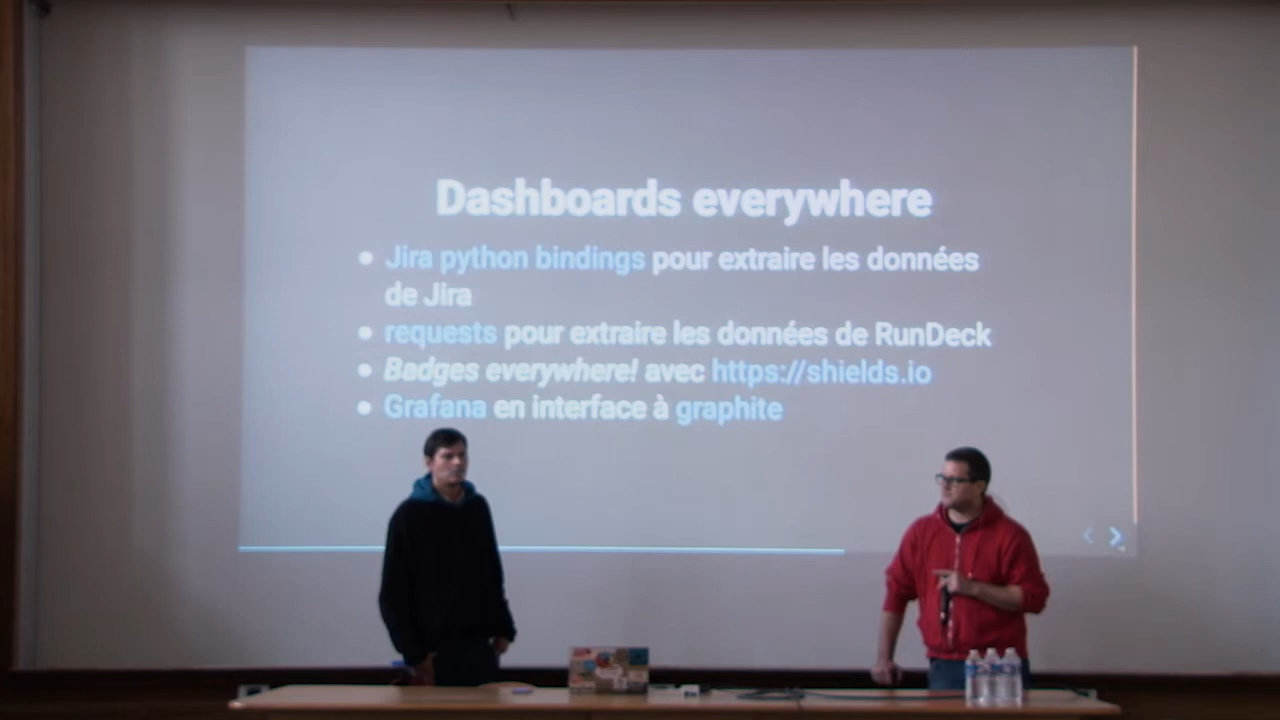 Dashboards everywhere
• Jira python bindings pour extraire les données
de Jira
• requests pour extraire les données de RunDeck
• Badges everywhere! avec https://shields.io
• Grafana en interface à graphite